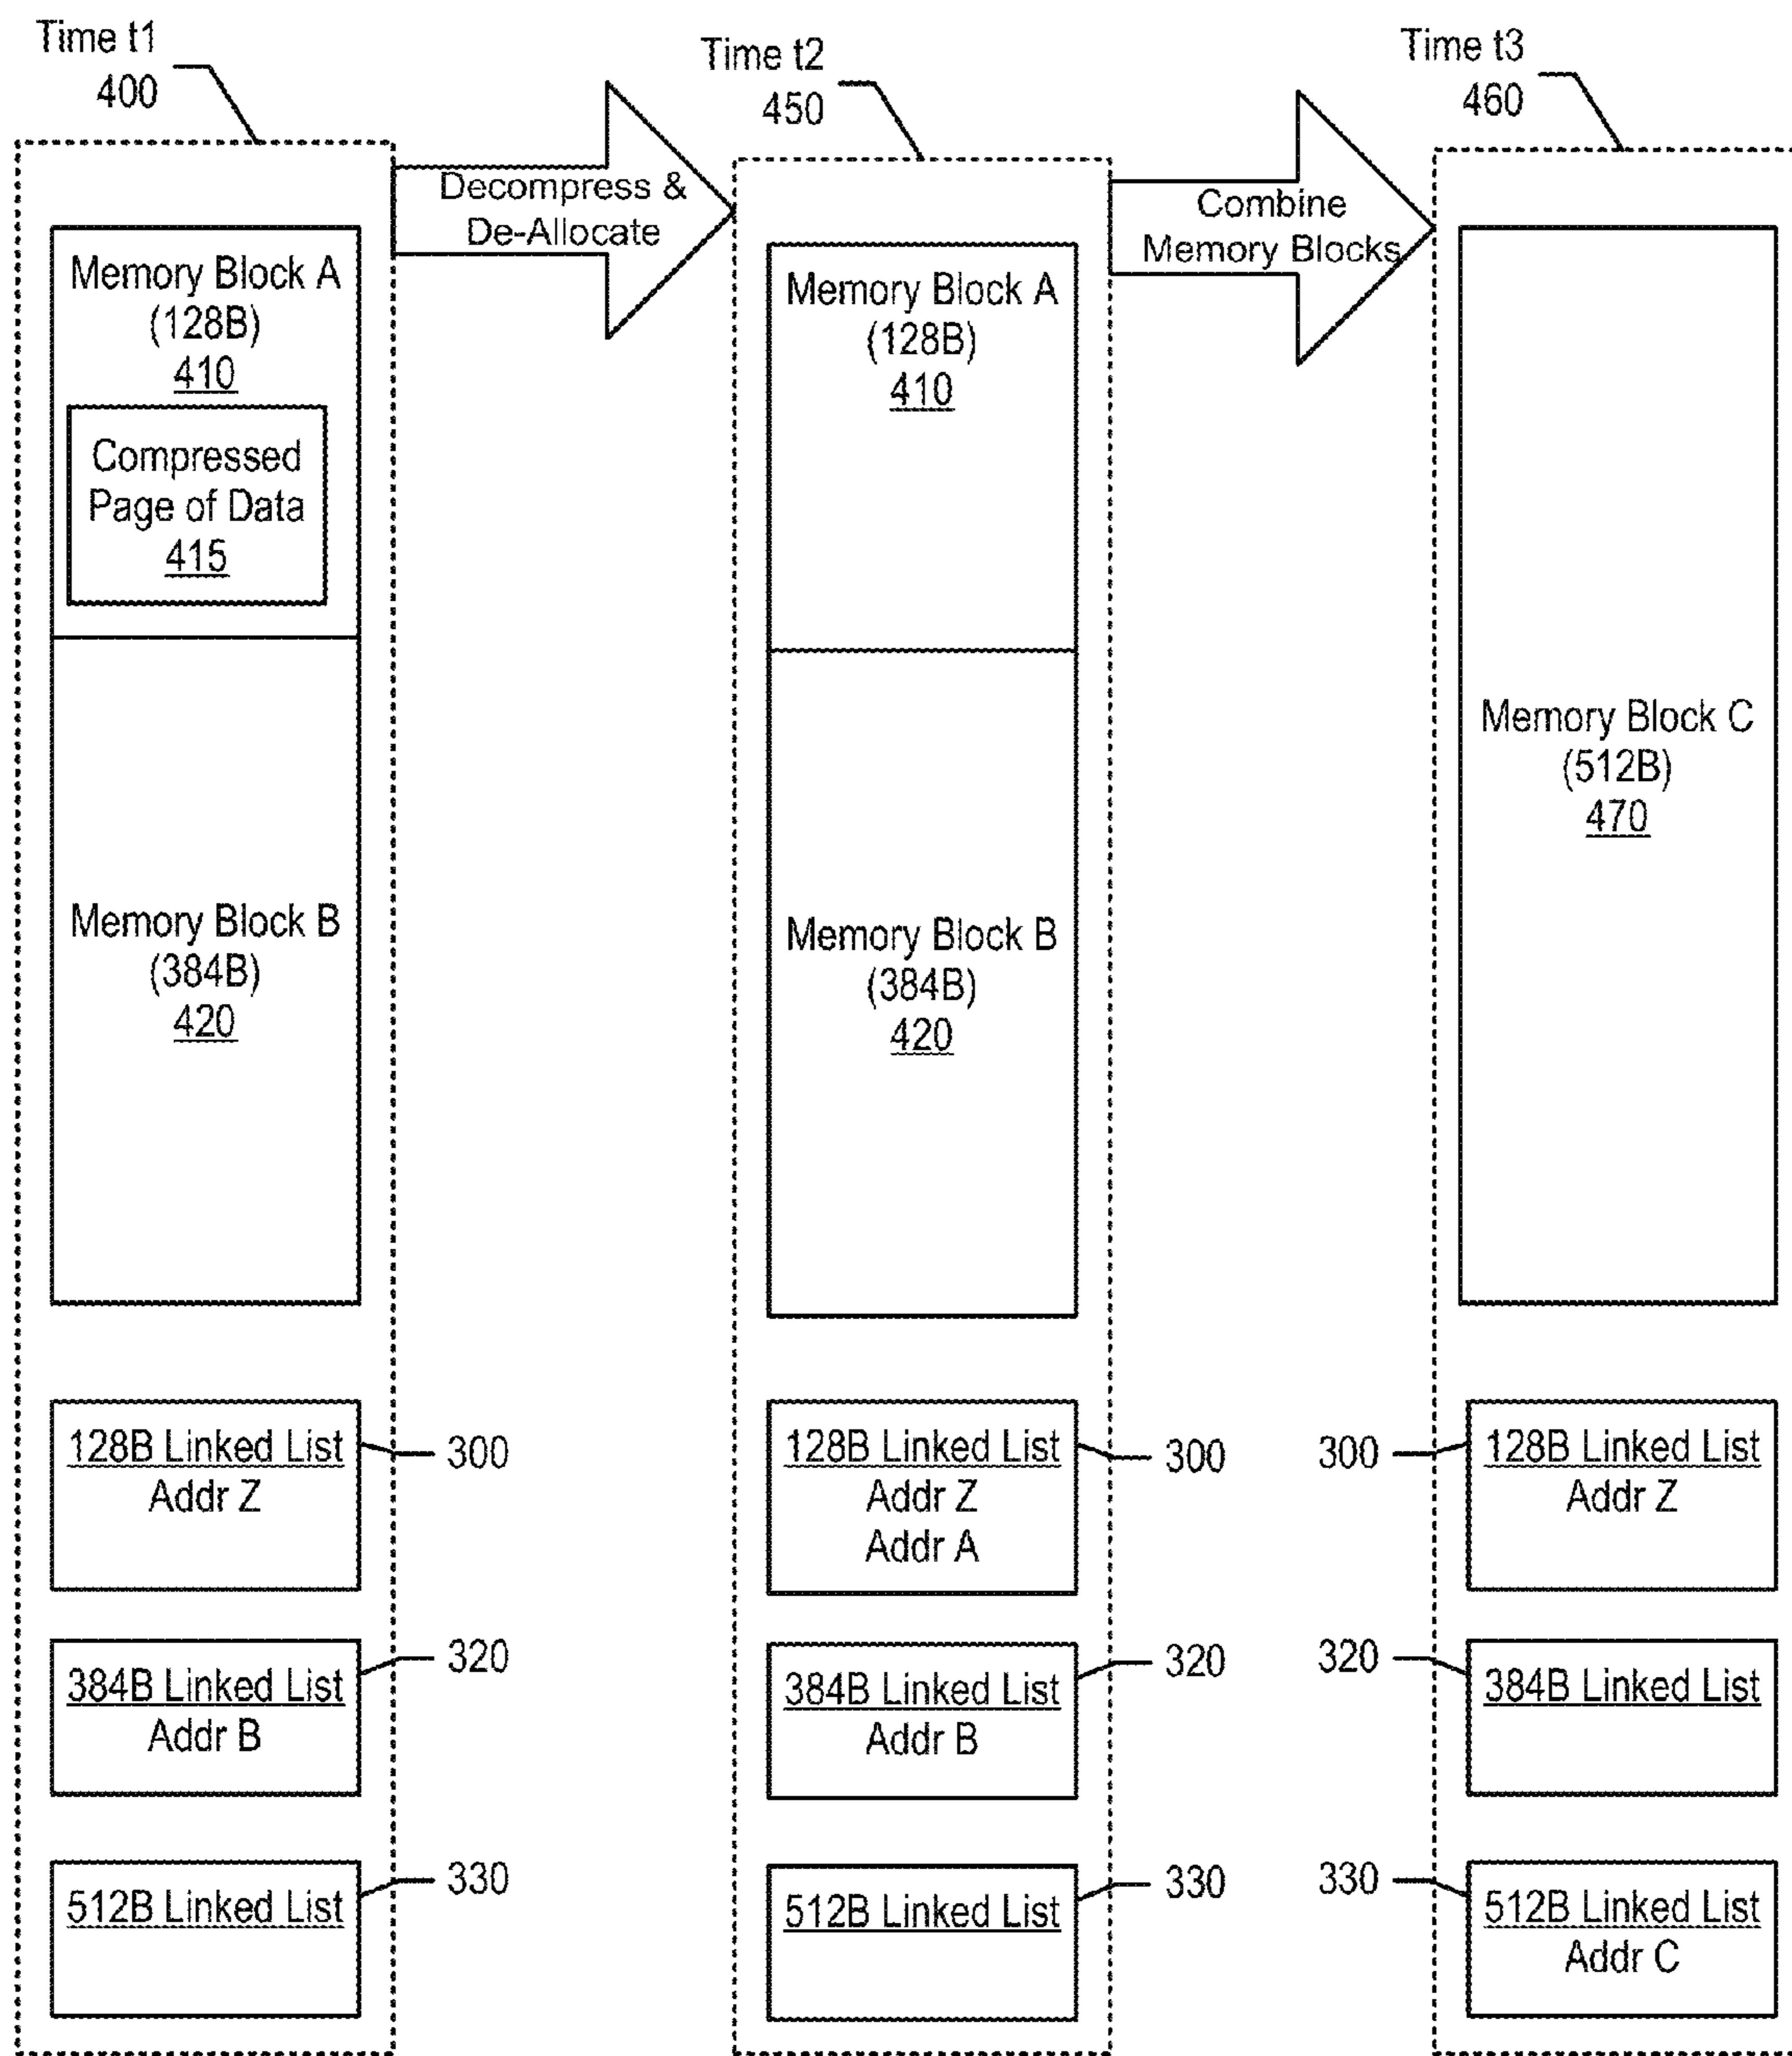 Time t1
400
Decompress &
De-Allocate
Memory Block A
(128B)
410
Compressed
Page of Data
415
Memory Block B
(384B)
420
128B Linked List
Addr Z
300
384B Linked List
Addr B
320
512B Linked List
330
Time t2
450
Combine
Memory Blocks
Memory Block A
(128B)
410
Memory Block B
(384B)
420
128B Linked List
Addr Z
Addr A
300
384B Linked List
Addr B
320
512B Linked List
330
Time t3
460
Memory Block C
(512B)
470
300
128B Linked List
Addr Z
320
384B Linked List
330
512B Linked List
Addr C